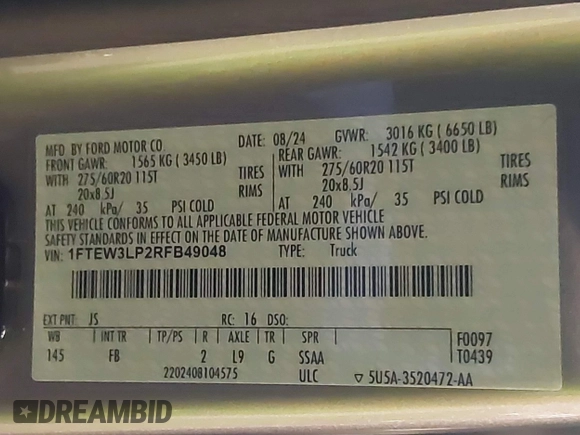 MFD BY FORD MOTOR CO. DATE: 08/24 GVWR: 3016 KG ( 6650 LB)
FRONT GAWR: 1565 KG ( 3450 LB) REAR GAWR: 1542 KG ( 3400 LB)
WITH 275/60R20 115T TIRES WITH 275/60R20 115T TIRES
20x8.5J RIMS 20x8.5J RIMS
AT 240 kPa/ 35 PSI COLD AT 240 kPa/ 35 PSI COLD
THIS VEHICLE CONFORMS TO ALL APPLICABLE FEDERAL MOTOR VEHICLE
SAFETY STANDARDS IN EFFECT ON THE DATE OF MANUFACTURE SHOWN ABOVE.
VIN: 1FTEW3LP2RFB49048 TYPE: Truck
EXT PNT: JS RC: 16 DSO:
WB INT TR TP/PS R AXLE TR SPR F0097
145 FB 2 L9 G SSAA T0439
2202408104575 ULC ▽ 5U5A-3520472-AA
DREAMBID